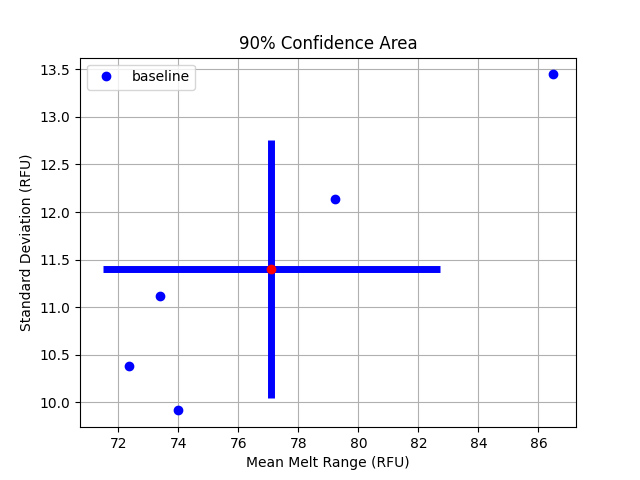 90% Confidence Area
baseline
13.5
13.0
12.5
12.0
11.5
11.0
10.5
10.0
Standard Deviation (RFU)
72 74 76 78 80 82 84 86
Mean Melt Range (RFU)